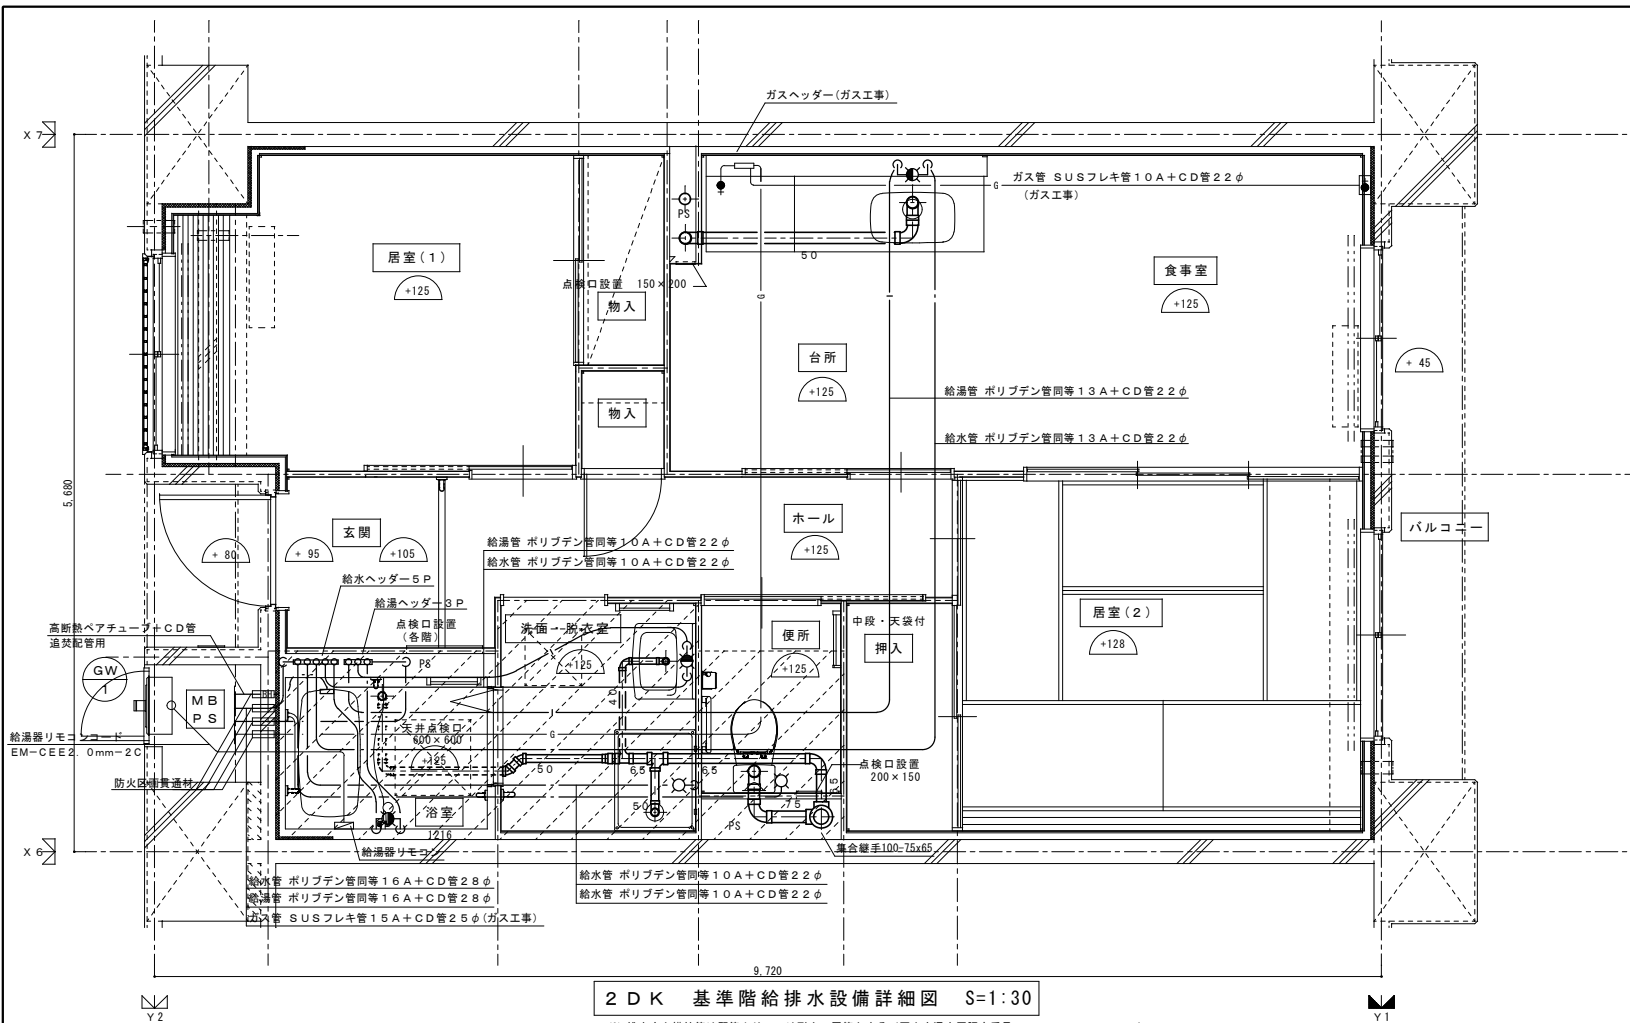 ガスヘッダー(ガス工事)
X7
ガス管 SUSフレキ管10A+CD管22φ
(ガス工事)
G
PS
50
居室(1)
+125
点検口設置 150×200
物入
食事室
+125
G
台所
+125
+ 45
給湯管 ポリブデン管同等13A+CD管22φ
物入
給水管 ポリブデン管同等13A+CD管22φ
5,680
玄関
ホール
バルコニー
+ 80
+ 95
+105
+125
給湯管 ポリブデン管同等10A+CD管22φ
給水管 ポリブデン管同等10A+CD管22φ
給水ヘッダー5P
給湯ヘッダー3P
点検口設置
(各階)
高断熱ペアチューブ+CD管
追焚配管用
洗面・脱衣室
+125
便所
+125
中段・天袋付
押入
居室(2)
+128
PS
GW
1
MB
PS
40
給湯器リモコンコード
EM-CEE2.0mm-2C
天井点検口
600×600
+125
G
50
65
65
点検口設置
200×150
防火区画貫通材
浴室
1216
50
75
PS
X6
給湯器リモコン
集合継手100-75x65
給水管 ポリブデン管同等16A+CD管28φ
給湯管 ポリブデン管同等16A+CD管28φ
ガス管 SUSフレキ管15A+CD管25φ(ガス工事)
給水管 ポリブデン管同等10A+CD管22φ
給水管 ポリブデン管同等10A+CD管22φ
9,720
2DK 基準階給排水設備詳細図 S=1:30
Y2
Y1